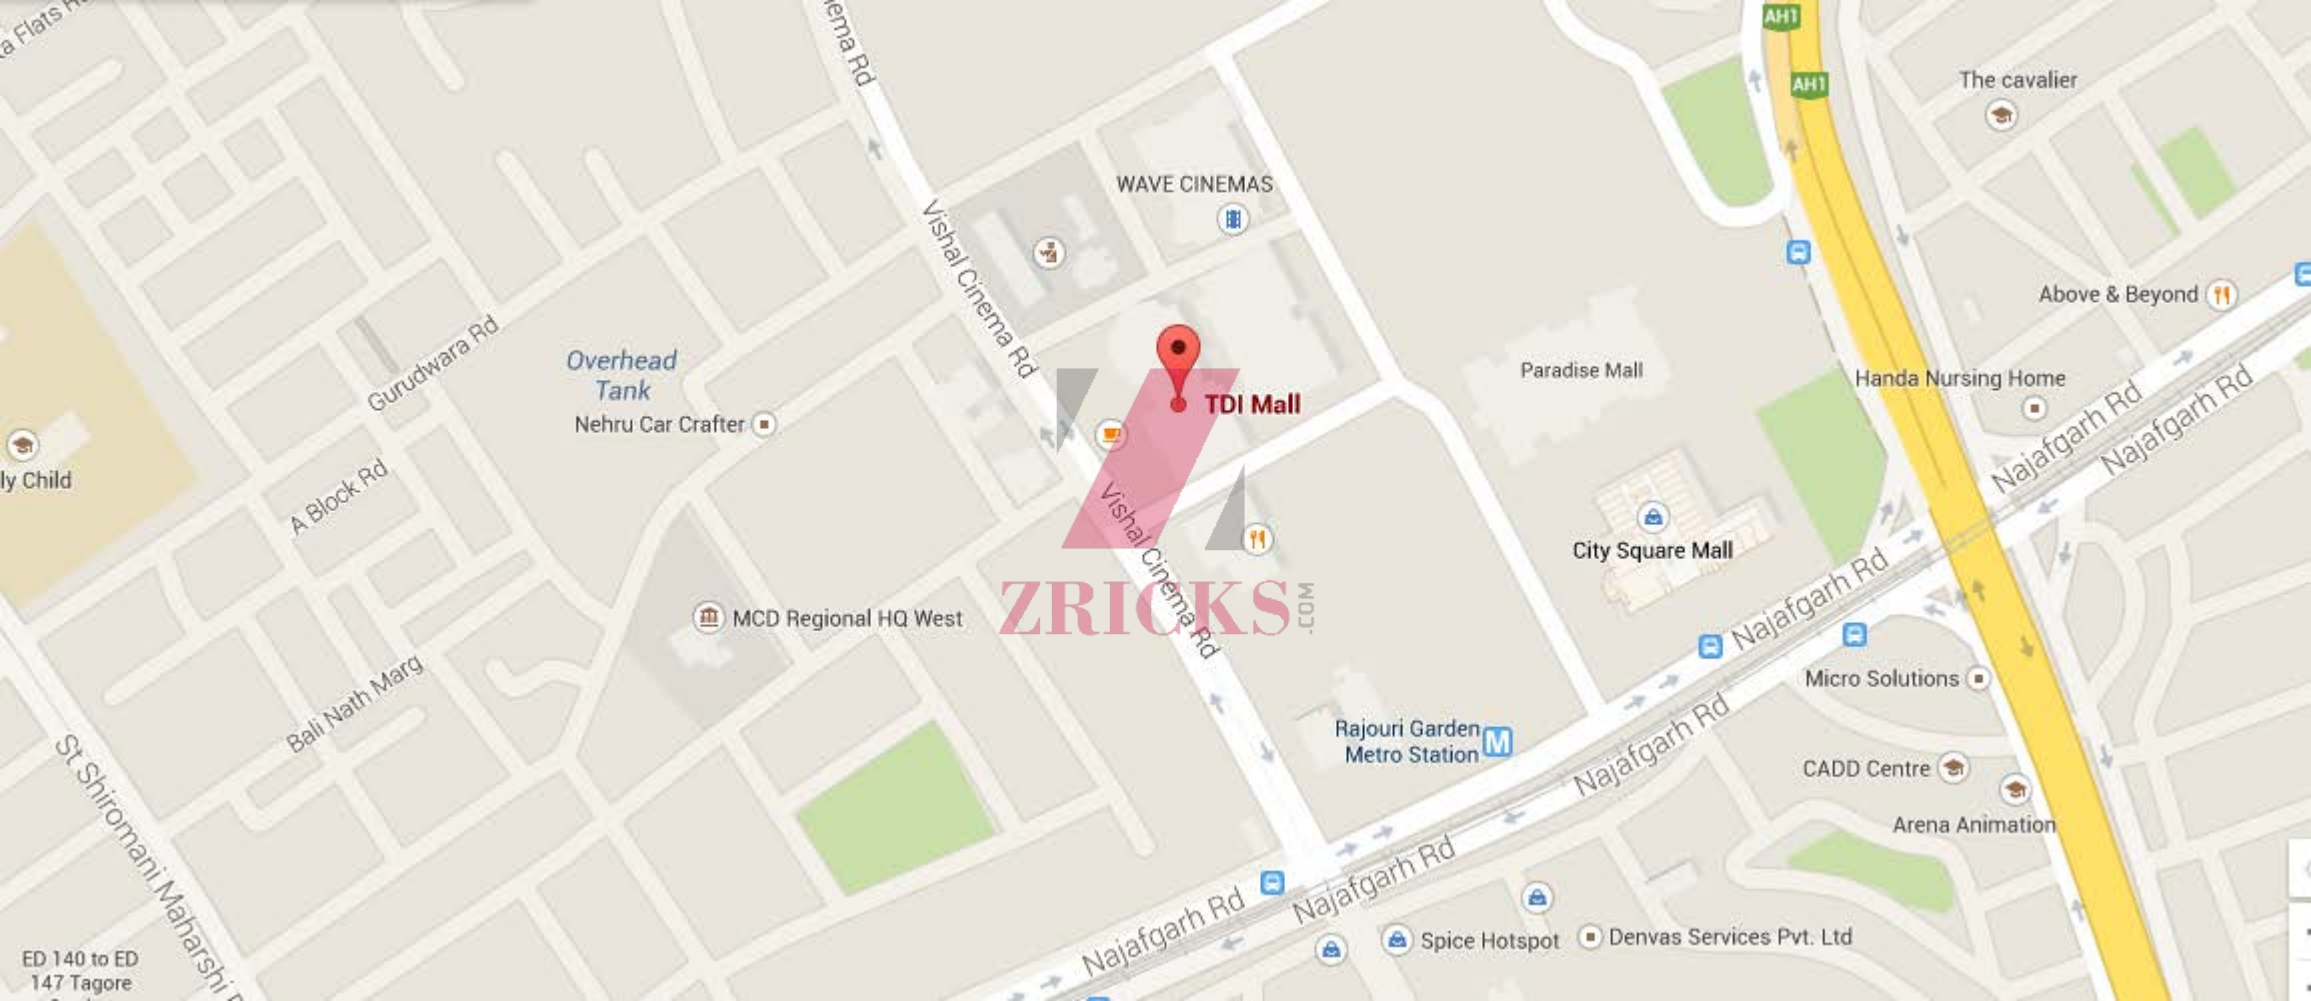 a Flats
ema Rd
AH1
AH1
The cavalier
WAVE CINEMAS
Vishal Cinema Rd
Above & Beyond
Gurudwara Rd
Overhead
Tank
Paradise Mall
Handa Nursing Home
TDI Mall
Nehru Car Crafter
Najafgarh Rd
Najafgarh Rd
ly Child
A Block Rd
Vishal Cinema Rd
City Square Mall
Najafgarh Rd
ZRICKS
.COM
MCD Regional HQ West
Bali Nath Marg
Micro Solutions
Rajouri Garden
Metro Station
M
Najafgarh Rd
CADD Centre
St Shiromani Maharshi
Arena Animation
Najafgarh Rd
Najafgarh Rd
Spice Hotspot
Denvas Services Pvt. Ltd
ED 140 to ED
147 Tagore